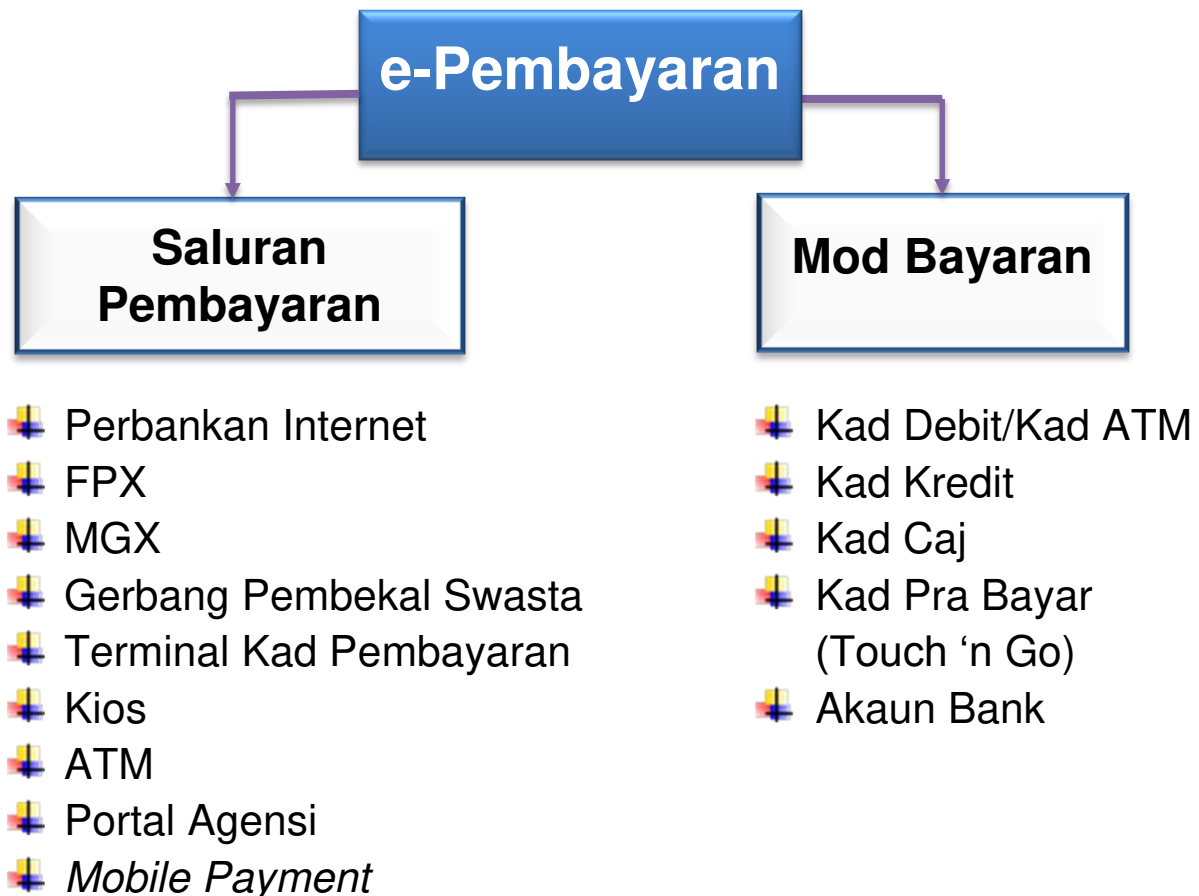 e-Pembayaran
Saluran
Pembayaran
Perbankan Internet
FPX
MGX
Gerbang Pembekal Swasta
Terminal Kad Pembayaran
Kios
ATM
Portal Agensi
Mobile Payment
Mod Bayaran
Kad Debit/Kad ATM
Kad Kredit
Kad Caj
Kad Pra Bayar
(Touch ‘n Go)
Akaun Bank